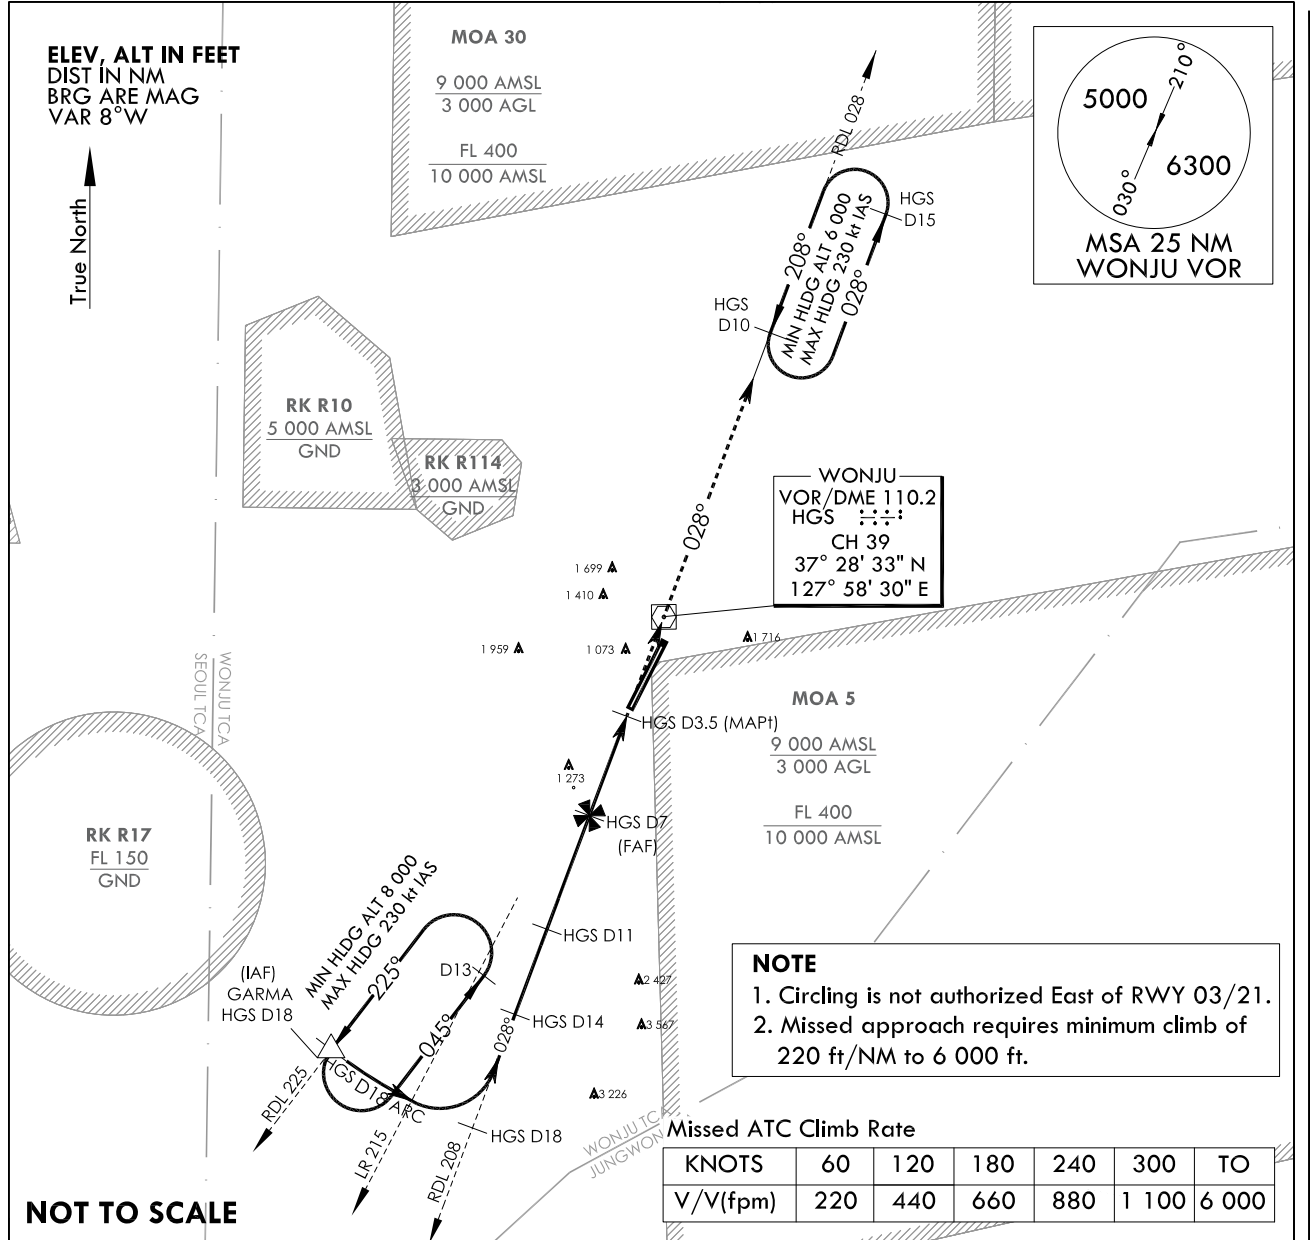 ELEV, ALT IN FEET
DIST IN NM
BRG ARE MAG
VAR 8°W
True North
MOA 30
9 000 AMSL
3 000 AGL
FL 400
10 000 AMSL
RDL 028
5000
210°
6300
030°
MSA 25 NM
WONJU VOR
HGS
D15
208°
MIN HLDG ALT 6 000
MAX HLDG 230 kt IAS
028°
HGS
D10
RK R10
5 000 AMSL
GND
RK R114
3 000 AMSL
GND
028°
WONJU
VOR/DME 110.2
HGS
CH 39
37° 28' 33" N
127° 58' 30" E
1 699
1 410
1 959
1 073
1 716
WONJU TCA
SEOUL TCA
HGS D3.5 (MAPt)
MOA 5
9 000 AMSL
3 000 AGL
FL 400
10 000 AMSL
1 273
HGS D7
(FAF)
RK R17
FL 150
GND
MIN HLDG ALT 8 000
MAX HLDG 230 kt IAS
225°
HGS D11
D13
(IAF)
GARMA
HGS D18
045°
028°
HGS D14
2 427
3 567
3 226
HGS D18 ARC
RDL 225
LR 215
RDL 208
HGS D18
NOTE
1. Circling is not authorized East of RWY 03/21.
2. Missed approach requires minimum climb of
220 ft/NM to 6 000 ft.
WONJU TCA
JUNGWON
Missed ATC Climb Rate
KNOTS 60 120 180 240 300 TO
V/V(fpm) 220 440 660 880 1 100 6 000
NOT TO SCALE